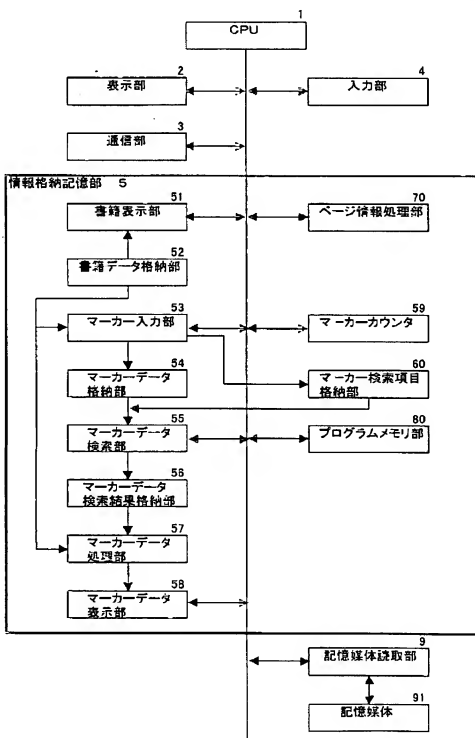 1
CPU
2
表示部
4
入力部
3
通信部
情報格納記憶部 5
51
書籍表示部
70
ページ情報処理部
52
書籍データ格納部
53
マーカー入力部
59
マーカーカウンタ
54
マーカーデータ
格納部
60
マーカー検索項目
格納部
55
マーカーデータ
検索部
80
プログラムメモリ部
56
マーカーデータ
検索結果格納部
57
マーカーデータ
処理部
58
マーカーデータ
表示部
9
記憶媒体読取部
91
記憶媒体